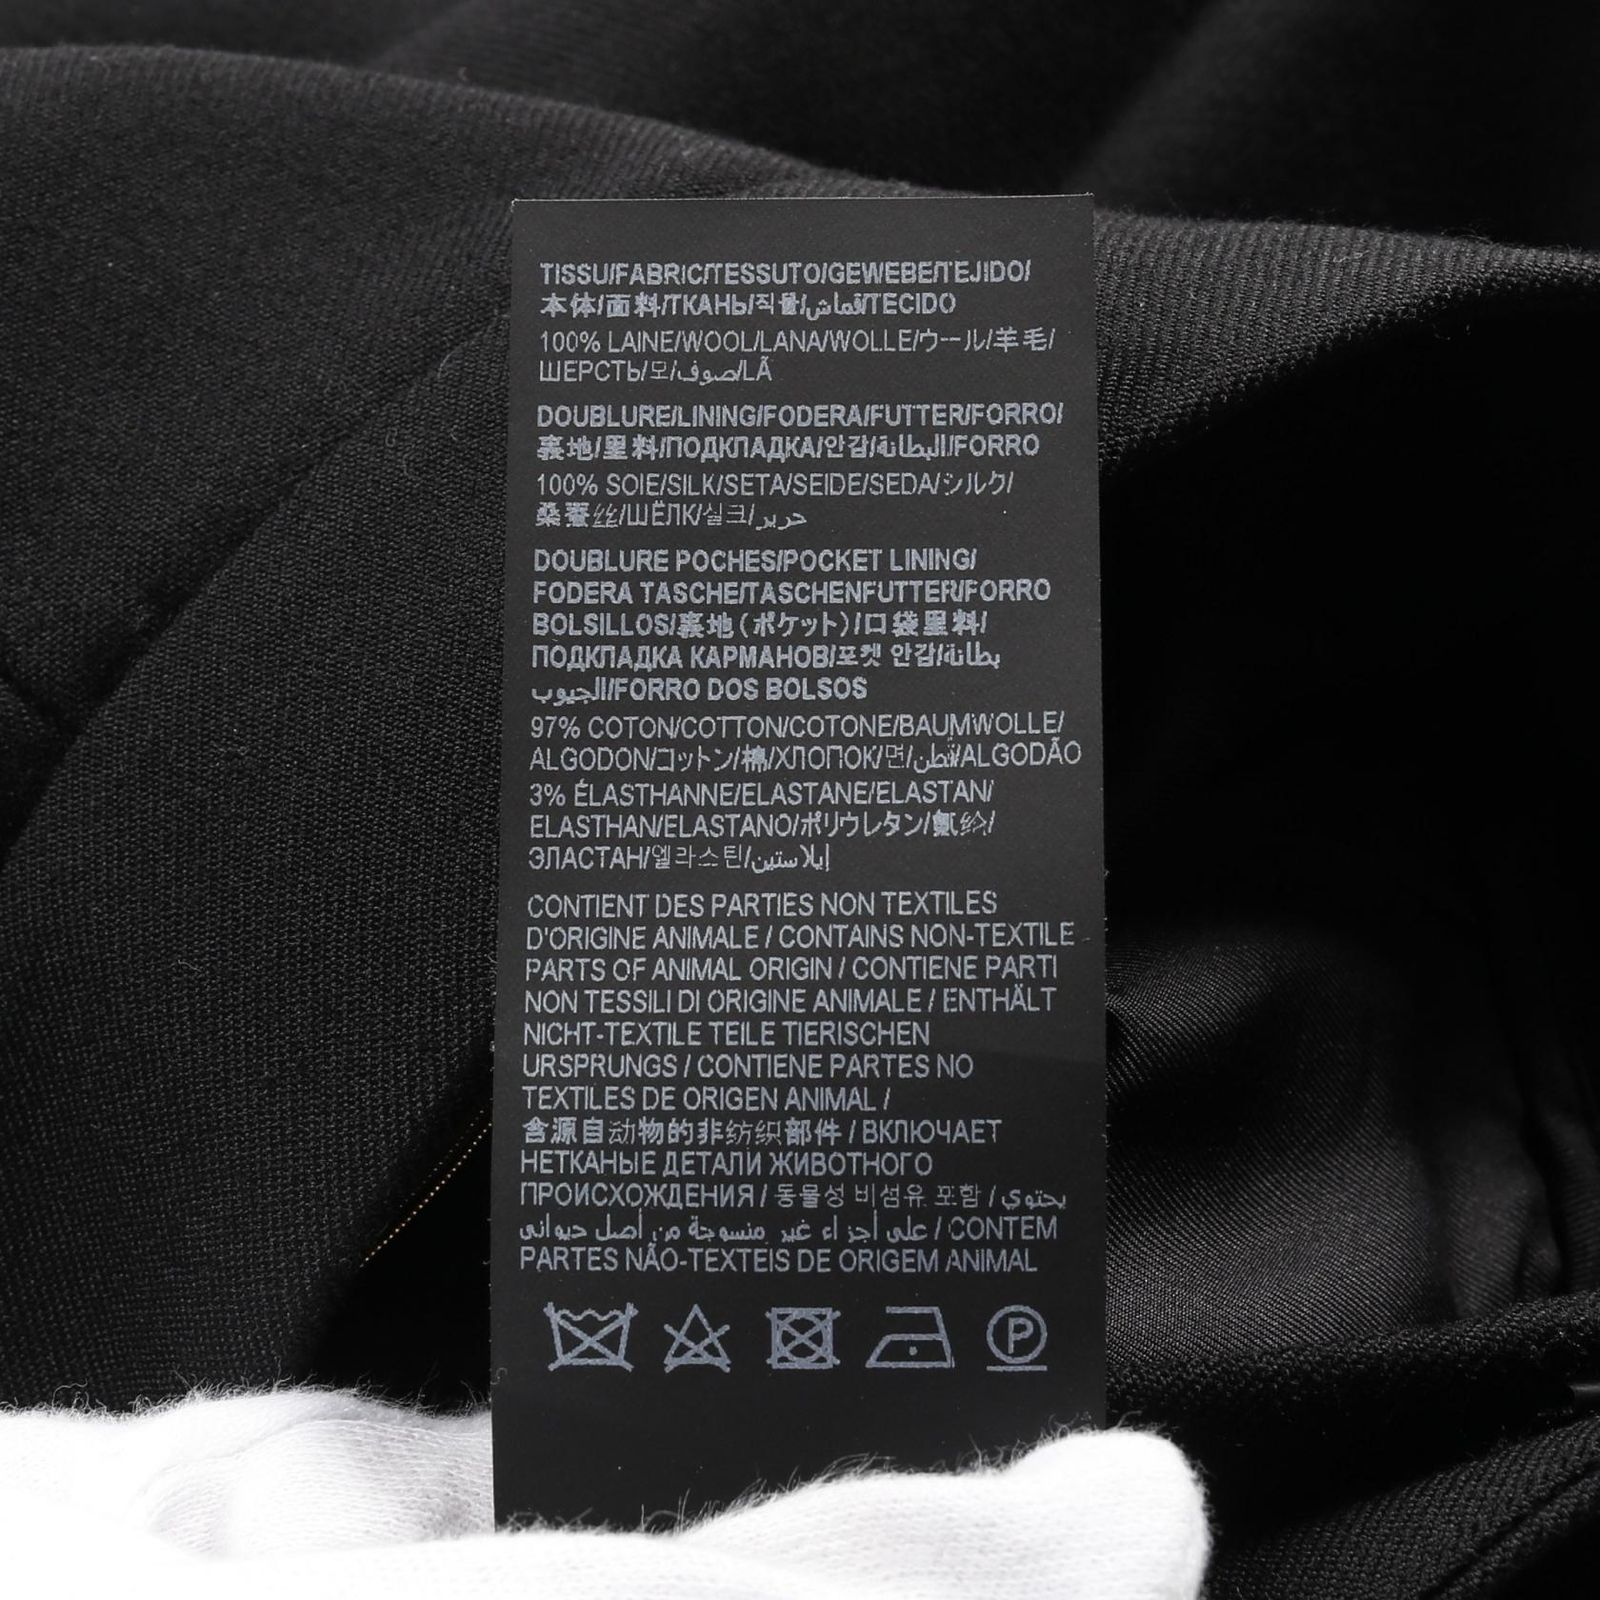 TISSU/FABRIC/TESSUTO/GEWEBE/TEJIDO/
本体/面料/ТКАНЬ/직물/قماش/TECIDO
100% LAINE/WOOL/LANA/WOLLE/ウール/羊毛/
ШЕРСТЬ/모/صوف/LÃ
DOUBLURE/LINING/FODERA/FUTTER/FORRO/
裏地/里料/ПОДКЛАДКА/안감/البطانة/FORRO
100% SOIE/SILK/SETA/SEIDE/SEDA/シルク/
桑蚕丝/ШЁЛК/실크/حرير
DOUBLURE POCHES/POCKET LINING/
FODERA TASCHE/TASCHENFUTTER/FORRO
BOLSILLOS/裏地(ポケット)/口袋里料/
ПОДКЛАДКА КАРМАНОВ/포켓 안감/بطانة
الجيوب/FORRO DOS BOLSOS
97% COTON/COTTON/COTONE/BAUMWOLLE/
ALGODON/コットン/棉/ХЛОПОК/면/قطن/ALGODÃO
3% ÉLASTHANNE/ELASTANE/ELASTAN/
ELASTHAN/ELASTANO/ポリウレタン/氨纶/
ЭЛАСТАН/엘라스틴/إيلاستين
CONTIENT DES PARTIES NON TEXTILES
D'ORIGINE ANIMALE / CONTAINS NON-TEXTILE
PARTS OF ANIMAL ORIGIN / CONTIENE PARTI
NON TESSILI DI ORIGINE ANIMALE / ENTHÄLT
NICHT-TEXTILE TEILE TIERISCHEN
URSPRUNGS / CONTIENE PARTES NO
TEXTILES DE ORIGEN ANIMAL /
含源自动物的非纺织部件 / ВКЛЮЧАЕТ
НЕТКАНЫЕ ДЕТАЛИ ЖИВОТНОГО
ПРОИСХОЖДЕНИЯ / 동물성 비섬유 포함 / يحتوي
على أجزاء غير منسوجة من أصل حيواني / CONTEM
PARTES NÃO-TEXTEIS DE ORIGEM ANIMAL
P